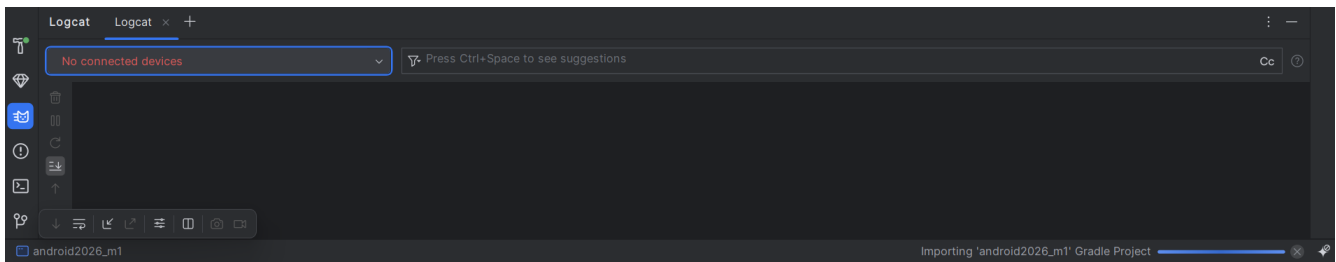 Logcat Logcat
No connected devices Press Ctrl+Space to see suggestions Cc
android2026_m1 Importing 'android2026_m1' Gradle Project